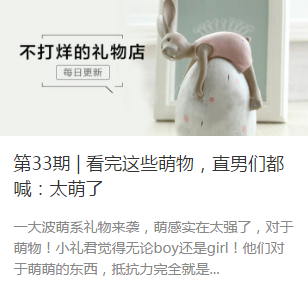 不打烊的礼物店
每日更新
第33期 | 看完这些萌物，直男们都
喊：太萌了
一大波萌系礼物来袭，萌感实在太强了，对于
萌物！小礼君觉得无论boy还是girl！他们对
于萌萌的东西，抵抗力完全就是...